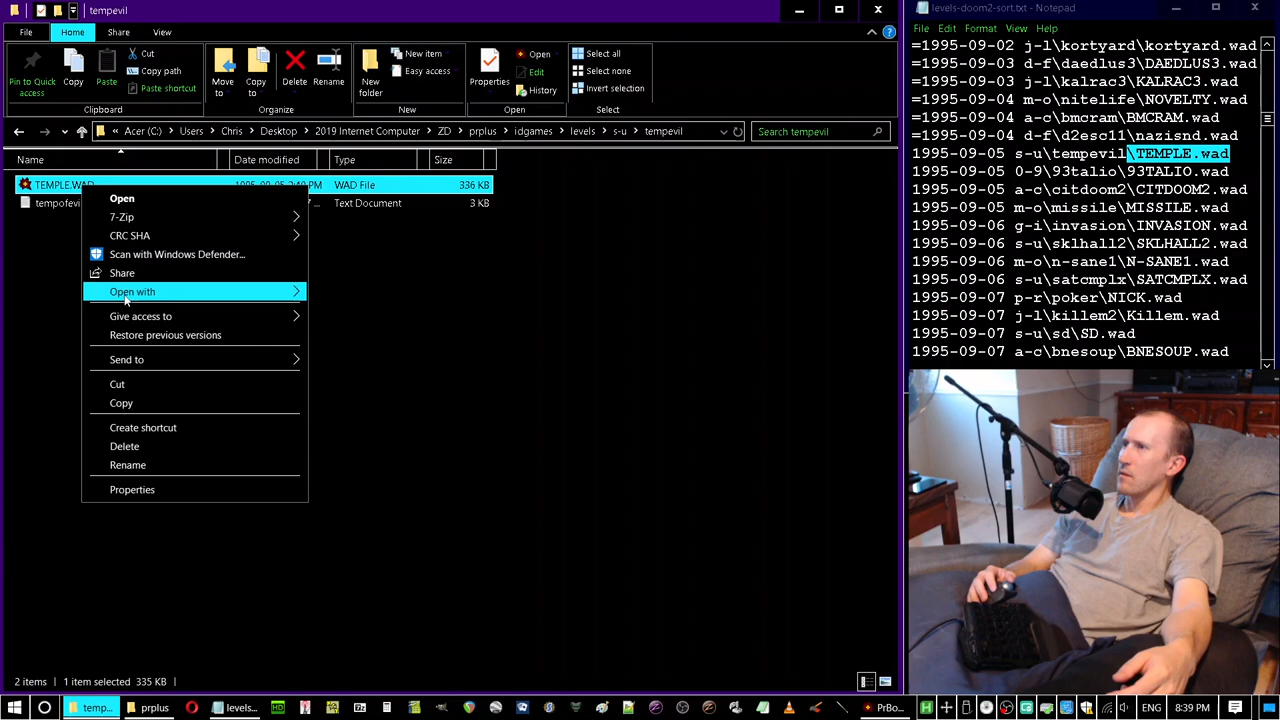 tempevil
File
Home
Share
View
Pin to Quick access
Copy
Paste
Cut
Copy path
Paste shortcut
Clipboard
Move to
Copy to
Delete
Rename
Organize
New folder
New item
Easy access
New
Properties
Open
Edit
History
Open
Select all
Select none
Invert selection
Select
« Acer (C:) > Users > Chris > Desktop > 2019 Internet Computer > ZD > prplus > idgames > levels > s-u > tempevil
Search tempevil
Name
Date modified
Type
Size
TEMPLE.WAD
1995-09-05 2:40 PM
WAD File
336 KB
tempofevi
...
Text Document
3 KB
Open
7-Zip
CRC SHA
Scan with Windows Defender...
Share
Open with
Give access to
Restore previous versions
Send to
Cut
Copy
Create shortcut
Delete
Rename
Properties
2 items
1 item selected 335 KB
levels-doom2-sort.txt - Notepad
File Edit Format View Help
=1995-09-02 j-l\kortyard\kortyard.wad
=1995-09-03 d-f\daedlus3\DAEDLUS3.wad
=1995-09-03 j-l\kalrac3\KALRAC3.wad
=1995-09-04 m-o\nitelife\NOVELTY.wad
=1995-09-04 a-c\bmcram\BMCRAM.wad
=1995-09-04 d-f\d2esc11\nazisnd.wad
1995-09-05 s-u\tempevil\TEMPLE.wad
1995-09-05 0-9\93talio\93TALIO.wad
1995-09-05 a-c\citdoom2\CITDOOM2.wad
1995-09-05 m-o\missile\MISSILE.wad
1995-09-06 g-i\invasion\INVASION.wad
1995-09-06 s-u\sklhall2\SKLHALL2.wad
1995-09-06 m-o\n-sane1\N-SANE1.wad
1995-09-06 s-u\satcmplx\SATCMPLX.wad
1995-09-07 p-r\poker\NICK.wad
1995-09-07 j-l\killem2\Killem.wad
1995-09-07 s-u\sd\SD.wad
1995-09-07 a-c\bnesoup\BNESOUP.wad
temp...
prplus
levels...
PrBo...
ENG
8:39 PM